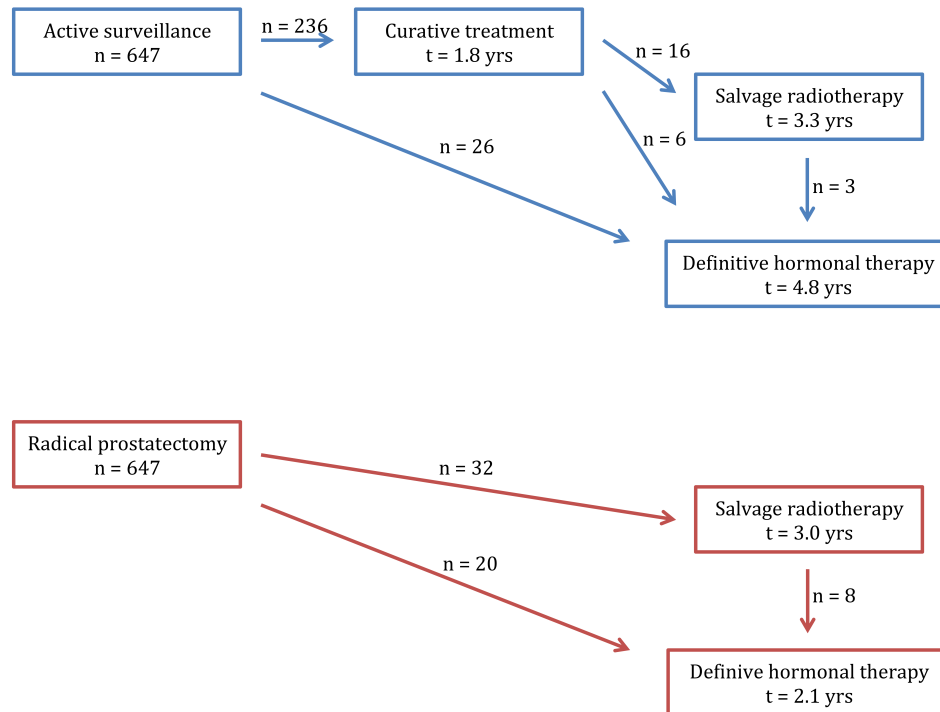 Active surveillance
n = 647
n = 236
Curative treatment
t = 1.8 yrs
n = 16
Salvage radiotherapy
t = 3.3 yrs
n = 26
n = 6
n = 3
Definitive hormonal therapy
t = 4.8 yrs
Radical prostatectomy
n = 647
n = 32
Salvage radiotherapy
t = 3.0 yrs
n = 20
n = 8
Definive hormonal therapy
t = 2.1 yrs